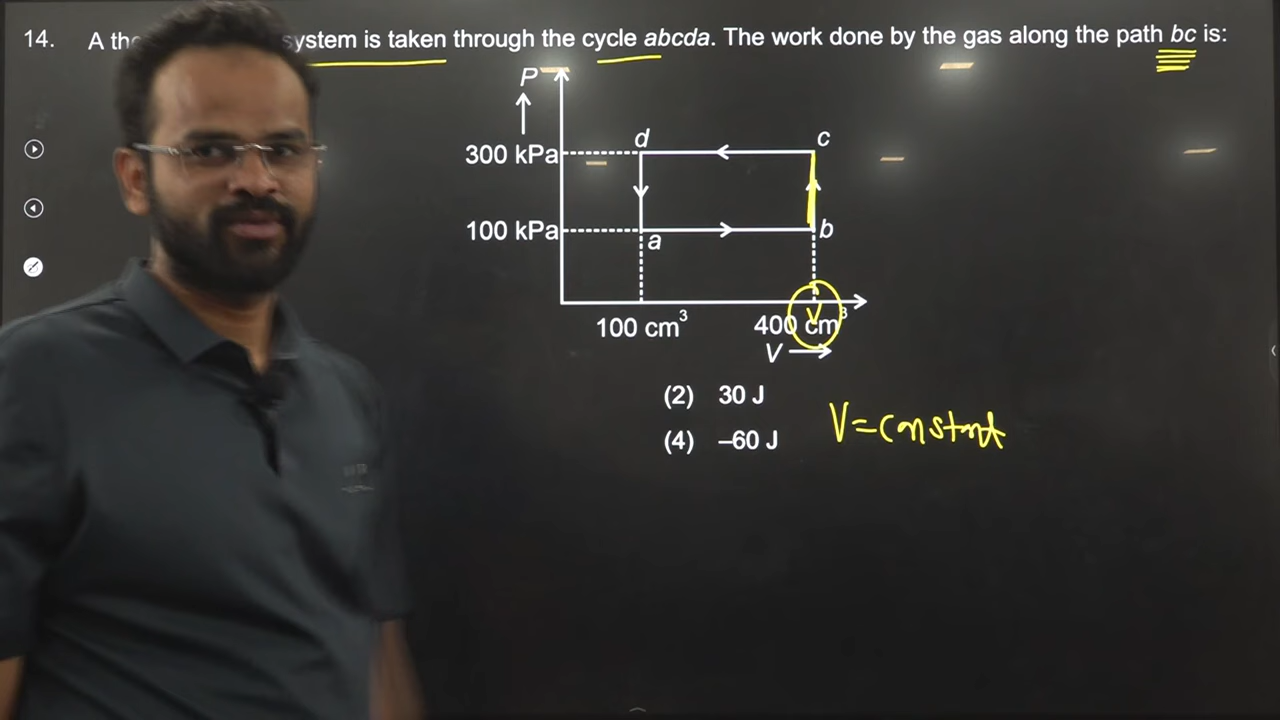 14. A the system is taken through the cycle abcda. The work done by the gas along the path bc is:
P
d
c
300 kPa
100 kPa
a
b
V
100 cm³
400 cm³
V
(2) 30 J
V=constant
(4) –60 J